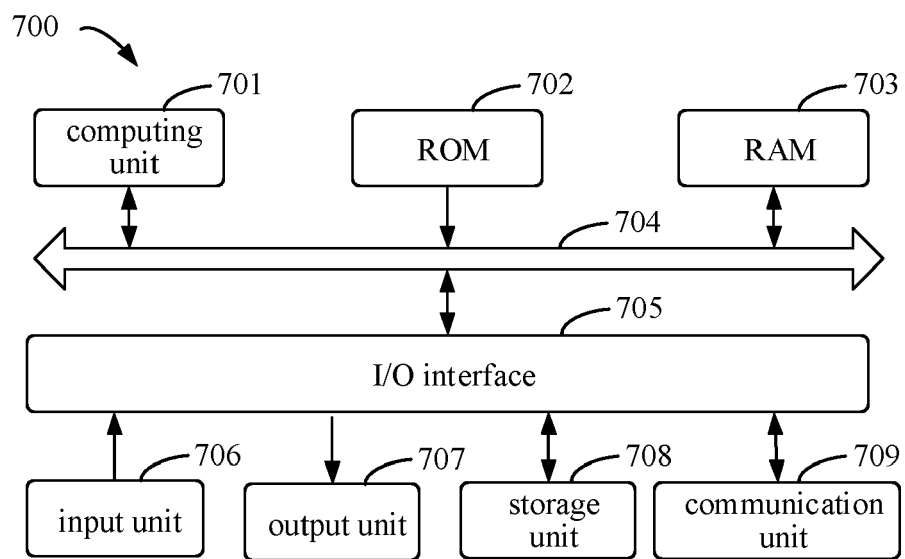 700
701
702
703
computing
unit
ROM
RAM
704
705
I/O interface
706
707
708
709
input unit
output unit
storage
unit
communication
unit